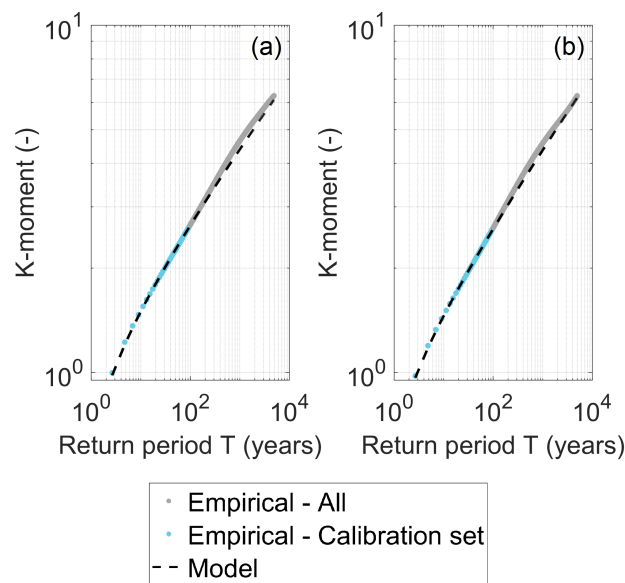 (a)
10^1
10^0
K-moment (-)
10^0 10^2 10^4
Return period T (years)
(b)
10^1
10^0
K-moment (-)
10^0 10^2 10^4
Return period T (years)
Empirical - All
Empirical - Calibration set
Model